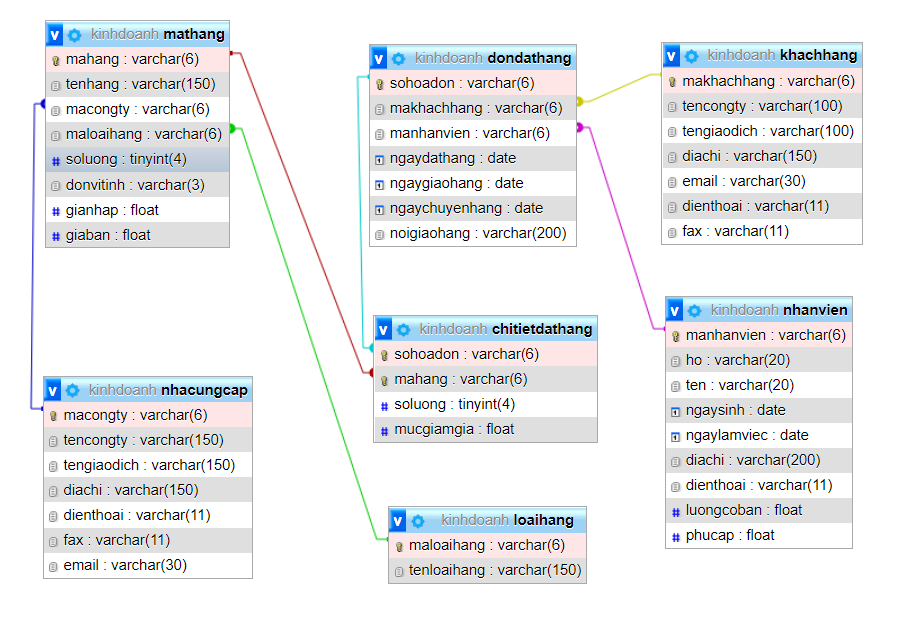 v kinhdoanh mathang
mahang : varchar(6)
tenhang : varchar(150)
macongty : varchar(6)
maloaihang : varchar(6)
# soluong : tinyint(4)
donvitinh : varchar(3)
# gianhap : float
# giaban : float
v kinhdoanh dondathang
sohoadon : varchar(6)
makhachhang : varchar(6)
manhanvien : varchar(6)
ngaydathang : date
ngaygiaohang : date
ngaychuyenhang : date
noigiaohang : varchar(200)
v kinhdoanh khachhang
makhachhang : varchar(6)
tencongty : varchar(100)
tengiaodich : varchar(100)
diachi : varchar(150)
email : varchar(30)
dienthoai : varchar(11)
fax : varchar(11)
v kinhdoanh nhacungcap
macongty : varchar(6)
tencongty : varchar(150)
tengiaodich : varchar(150)
diachi : varchar(150)
dienthoai : varchar(11)
fax : varchar(11)
email : varchar(30)
v kinhdoanh chitietdathang
sohoadon : varchar(6)
mahang : varchar(6)
# soluong : tinyint(4)
# mucgiamgia : float
v kinhdoanh nhanvien
manhanvien : varchar(6)
ho : varchar(20)
ten : varchar(20)
ngaysinh : date
ngaylamviec : date
diachi : varchar(200)
dienthoai : varchar(11)
# luongcoban : float
# phucap : float
v kinhdoanh loaihang
maloaihang : varchar(6)
tenloaihang : varchar(150)